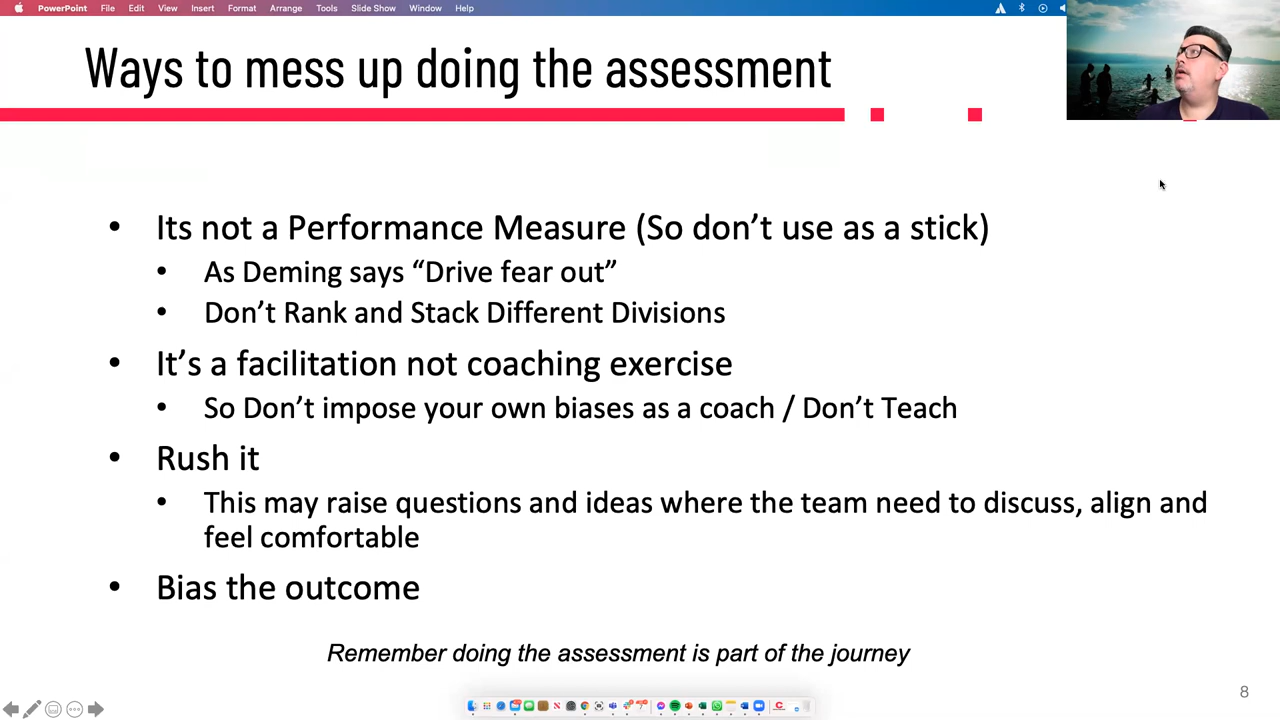 PowerPoint File Edit View Insert Format Arrange Tools Slide Show Window Help
Ways to mess up doing the assessment
• Its not a Performance Measure (So don’t use as a stick)
• As Deming says “Drive fear out”
• Don’t Rank and Stack Different Divisions
• It’s a facilitation not coaching exercise
• So Don’t impose your own biases as a coach / Don’t Teach
• Rush it
• This may raise questions and ideas where the team need to discuss, align and
feel comfortable
• Bias the outcome
Remember doing the assessment is part of the journey
8